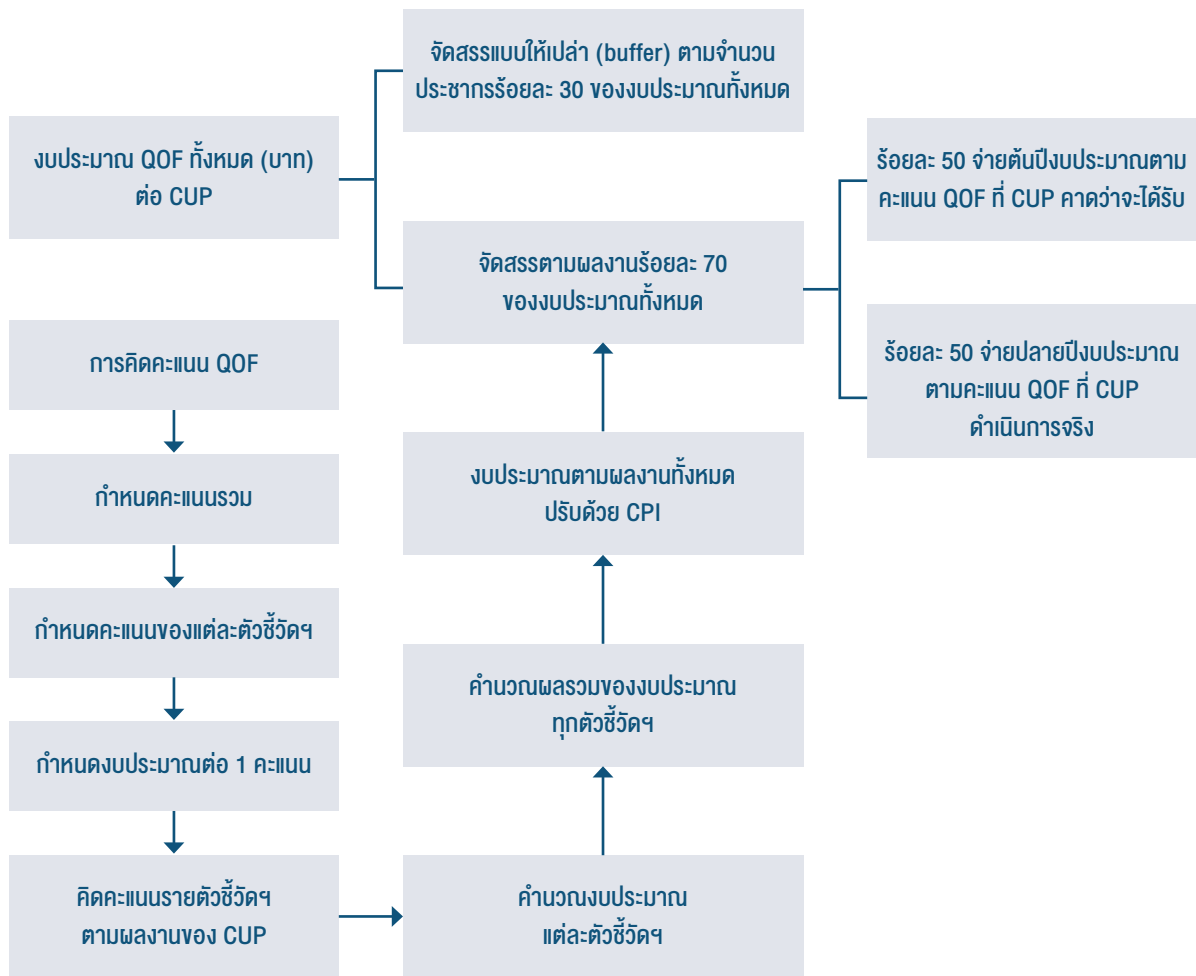 งบประมาณ QOF ทั้งหมด (บาท)
ต่อ CUP
จัดสรรแบบให้เปล่า (buffer) ตามจำนวน
ประชากรร้อยละ 30 ของงบประมาณทั้งหมด
จัดสรรตามผลงานร้อยละ 70
ของงบประมาณทั้งหมด
ร้อยละ 50 จ่ายต้นปีงบประมาณตาม
คะแนน QOF ที่ CUP คาดว่าจะได้รับ
ร้อยละ 50 จ่ายปลายปีงบประมาณ
ตามคะแนน QOF ที่ CUP
ดำเนินการจริง
การคิดคะแนน QOF
กำหนดคะแนนรวม
กำหนดคะแนนของแต่ละตัวชี้วัดฯ
กำหนดงบประมาณต่อ 1 คะแนน
คิดคะแนนรายตัวชี้วัดฯ
ตามผลงานของ CUP
คำนวณงบประมาณ
แต่ละตัวชี้วัดฯ
คำนวณผลรวมของงบประมาณ
ทุกตัวชี้วัดฯ
งบประมาณตามผลงานทั้งหมด
ปรับด้วย CPI